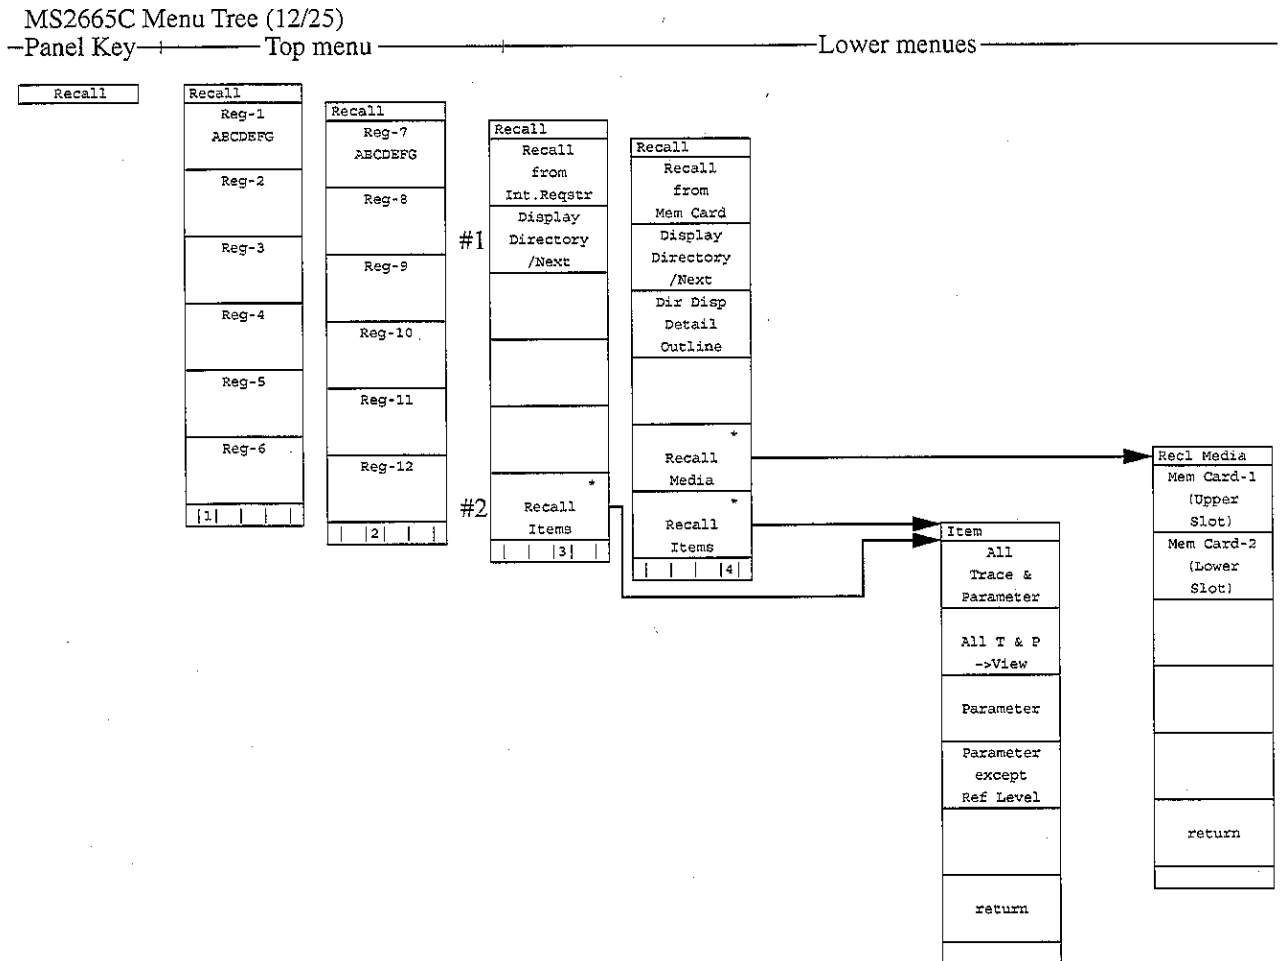 MS2665C Menu Tree (12/25)
Panel Key Top menu Lower menues
Recall
Recall
Reg-1
ABCDEFG
Reg-2
Reg-3
Reg-4
Reg-5
Reg-6
|1| | | |
Recall
Reg-7
ABCDEFG
Reg-8
Reg-9
Reg-10
Reg-11
Reg-12
| |2| | |
#1
#2
Recall
Recall
from
Int.Reqstr
Display
Directory
/Next
*
Recall
Items
| | |3| |
Recall
Recall
from
Mem Card
Display
Directory
/Next
Dir Disp
Detail
Outline
*
Recall
Media
*
Recall
Items
| | | |4|
Item
All
Trace &
Parameter
All T & P
->View
Parameter
Parameter
except
Ref Level
return
Recl Media
Mem Card-1
(Upper
Slot)
Mem Card-2
(Lower
Slot)
return